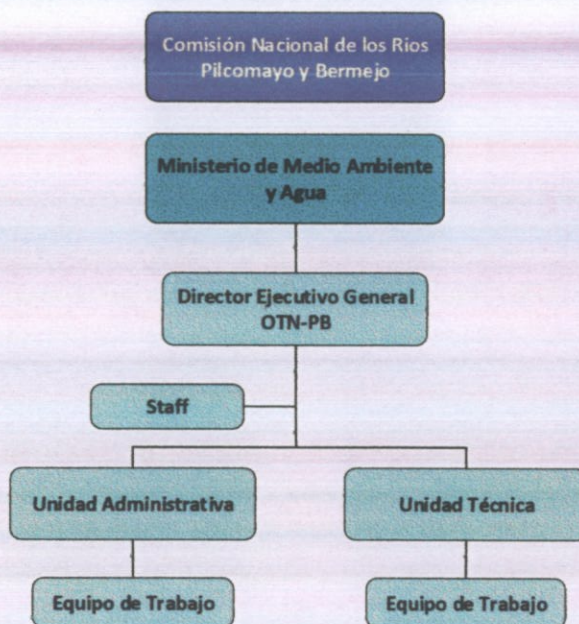 Comisión Nacional de los Rios
Pilcomayo y Bermejo
Ministerio de Medio Ambiente
y Agua
Director Ejecutivo General
OTN-PB
Staff
Unidad Administrativa
Unidad Técnica
Equipo de Trabajo
Equipo de Trabajo